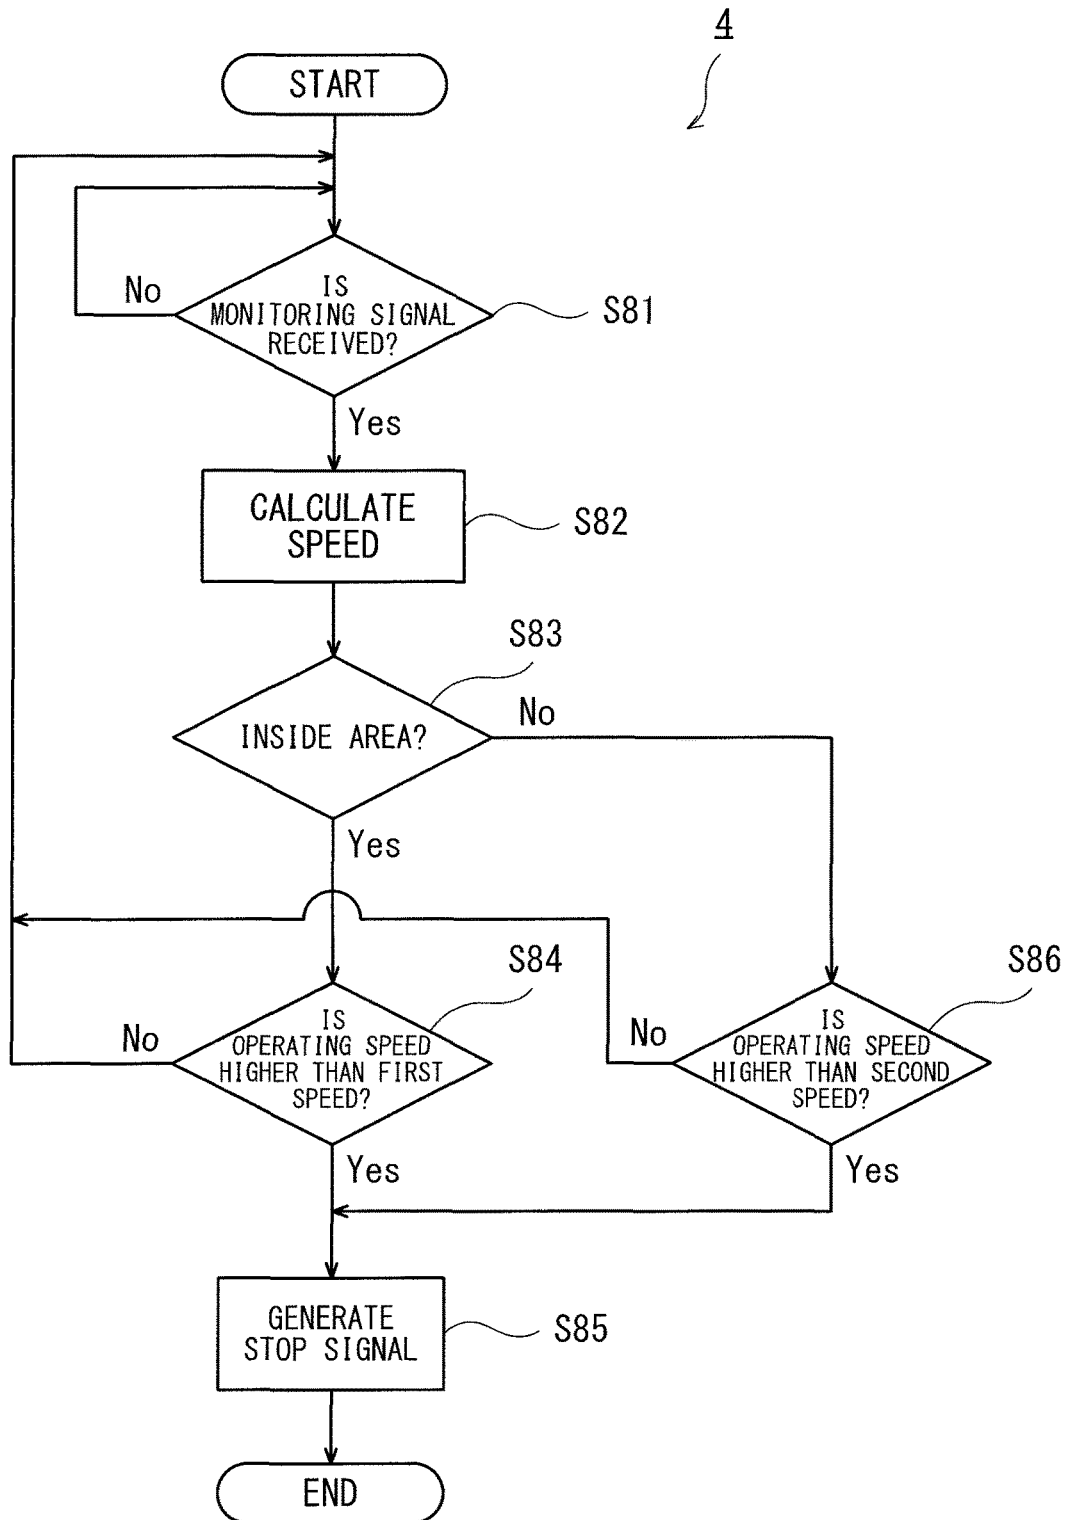 4
START
No
IS
MONITORING SIGNAL
RECEIVED?
S81
Yes
CALCULATE
SPEED
S82
S83
INSIDE AREA?
No
Yes
S84
S86
No
IS
OPERATING SPEED
HIGHER THAN FIRST
SPEED?
No
IS
OPERATING SPEED
HIGHER THAN SECOND
SPEED?
Yes
Yes
GENERATE
STOP SIGNAL
S85
END